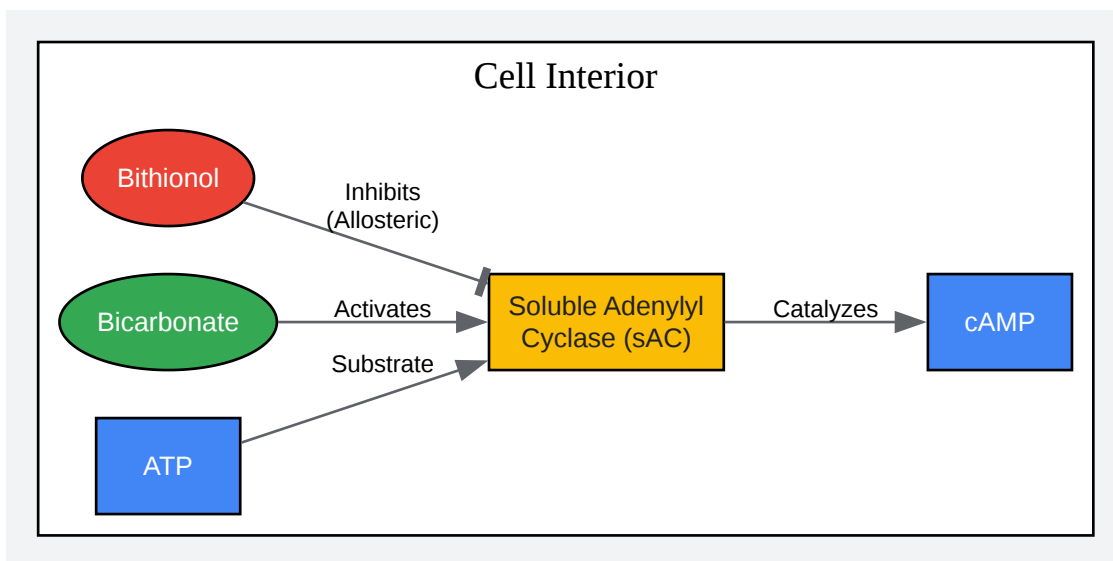 Cell Interior
Bithionol
Inhibits
(Allosteric)
Bicarbonate
Activates
Soluble Adenylyl
Cyclase (sAC)
Catalyzes
cAMP
Substrate
ATP